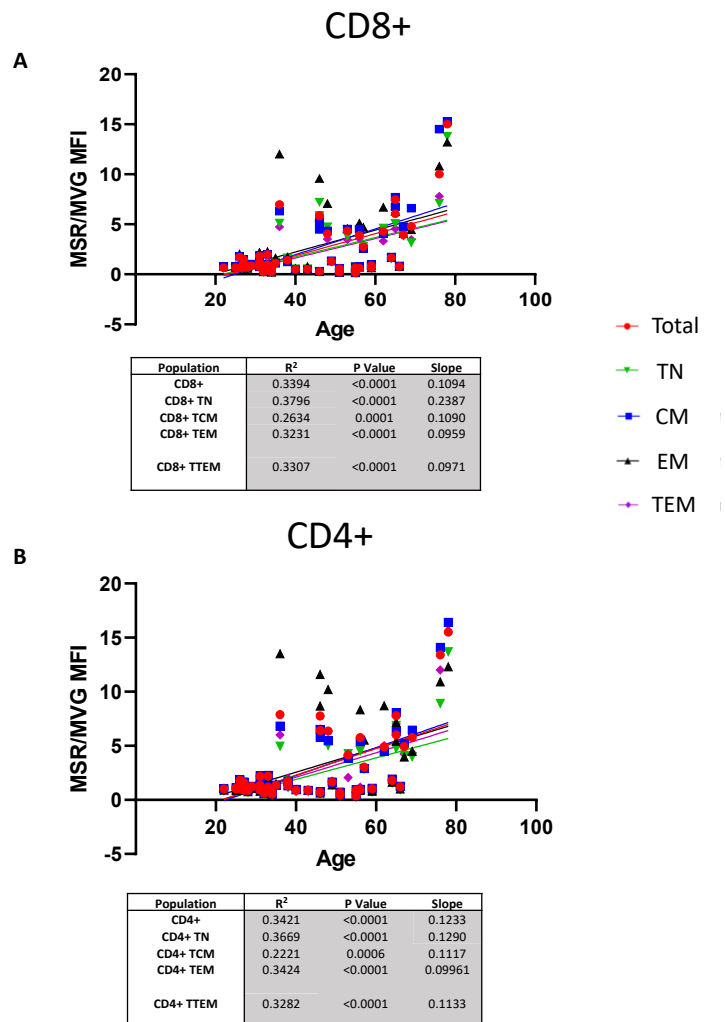 CD8+
A
MSR/MVG MFI
20
15
10
5
0
-5
20 40 60 80 100
Age
Population R² P Value Slope
CD8+ 0.3394 <0.0001 0.1094
CD8+ TN 0.3796 <0.0001 0.2387
CD8+ TCM 0.2634 0.0001 0.1090
CD8+ TEM 0.3231 <0.0001 0.0959
CD8+ TTEM 0.3307 <0.0001 0.0971
Total
TN
CM
EM
TEM
CD4+
B
MSR/MVG MFI
20
15
10
5
0
-5
20 40 60 80 100
Age
Population R² P Value Slope
CD4+ 0.3421 <0.0001 0.1233
CD4+ TN 0.3669 <0.0001 0.1290
CD4+ TCM 0.2221 0.0006 0.1117
CD4+ TEM 0.3424 <0.0001 0.09961
CD4+ TTEM 0.3282 <0.0001 0.1133